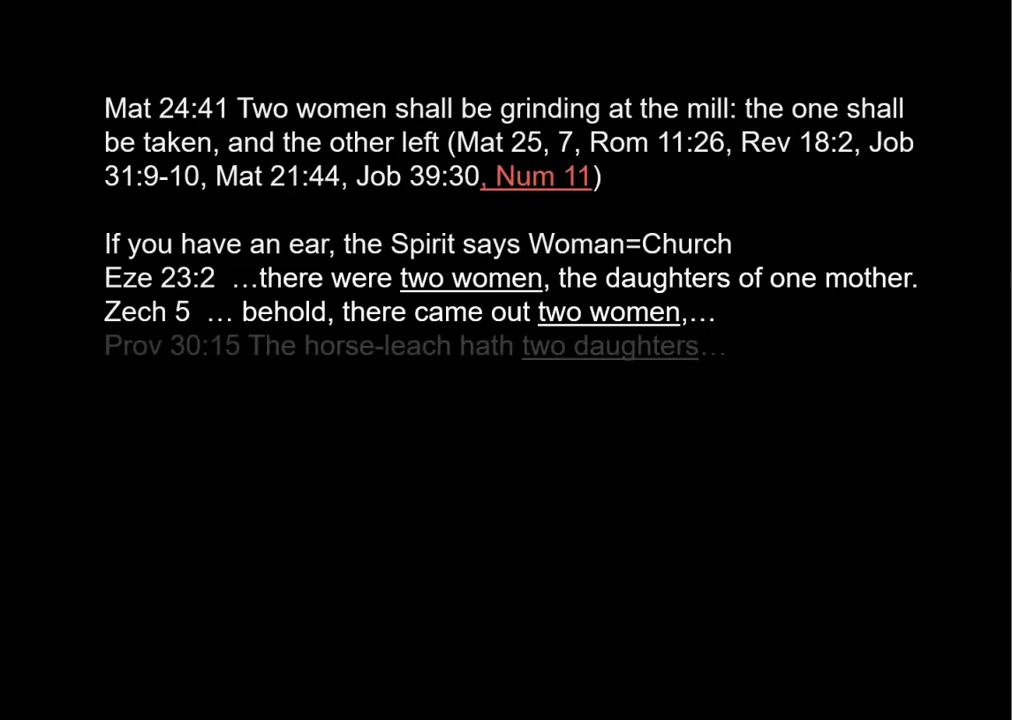 Mat 24:41 Two women shall be grinding at the mill: the one shall
be taken, and the other left (Mat 25, 7, Rom 11:26, Rev 18:2, Job
31:9-10, Mat 21:44, Job 39:30, Num 11)
If you have an ear, the Spirit says Woman=Church
Eze 23:2 …there were two women, the daughters of one mother.
Zech 5 … behold, there came out two women,…
Prov 30:15 The horse-leach hath two daughters…